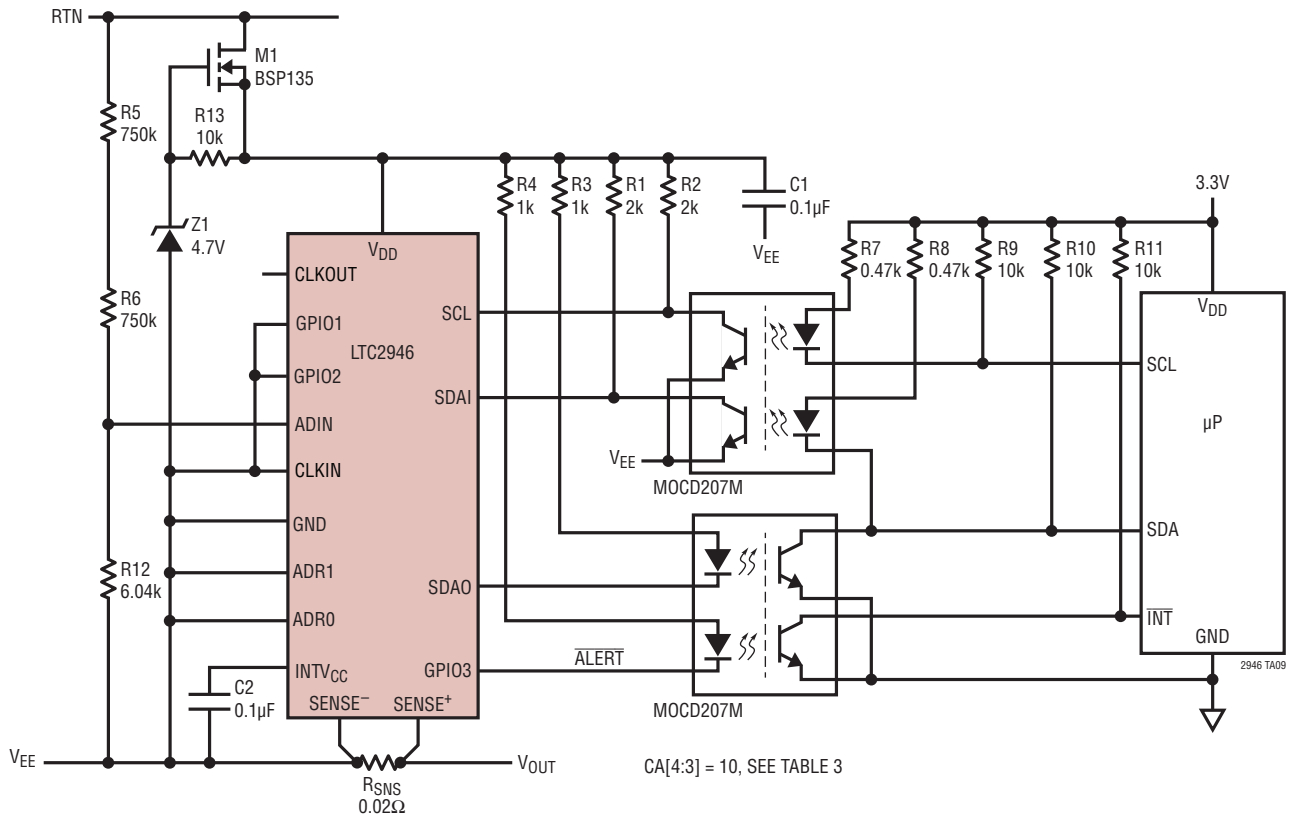 RTN
M1
BSP135
R5
750k
R13
10k
R4
1k
R3
1k
R1
2k
R2
2k
C1
0.1µF
VEE
3.3V
Z1
4.7V
R7
0.47k
R8
0.47k
R9
10k
R10
10k
R11
10k
VDD
CLKOUT
R6
750k
GPIO1
LTC2946
GPIO2
SCL
SDAI
ADIN
CLKIN
VEE
MOCD207M
VDD
SCL
µP
GND
R12
6.04k
ADR1
ADR0
SDAO
SDA
INT
GND
2946 TA09
INTVCC
GPIO3
ALERT
C2
0.1µF
SENSE–
SENSE+
MOCD207M
VEE
RSNS
0.02Ω
VOUT
CA[4:3] = 10, SEE TABLE 3